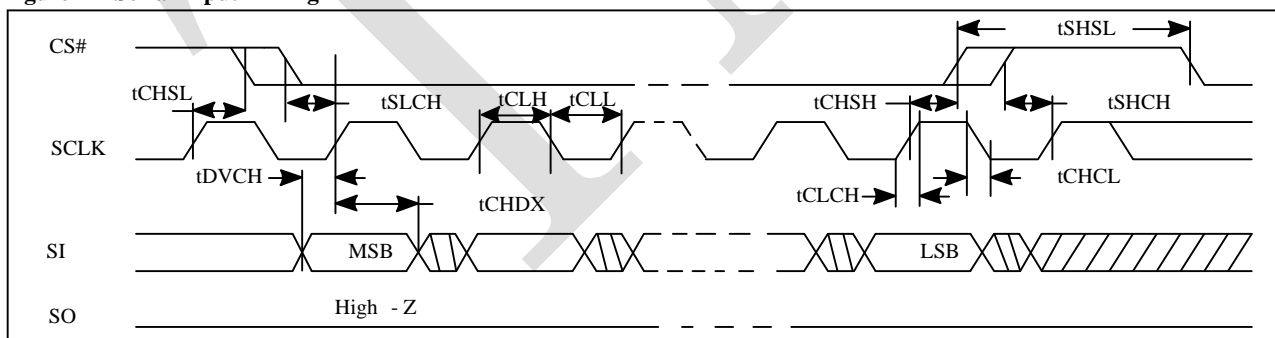 CS#
tSHSL
tCHSL
tSLCH
tCLH
tCLL
tCHSH
tSHCH
SCLK
tDVCH
tCHDX
tCLCH
tCHCL
SI
MSB
LSB
SO
High - Z